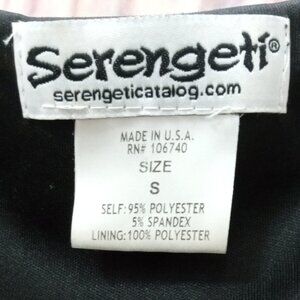 Serengeti®
serengeticatalog.com
MADE IN U.S.A.
RN# 106740
SIZE
S
SELF: 95% POLYESTER
5% SPANDEX
LINING: 100% POLYESTER